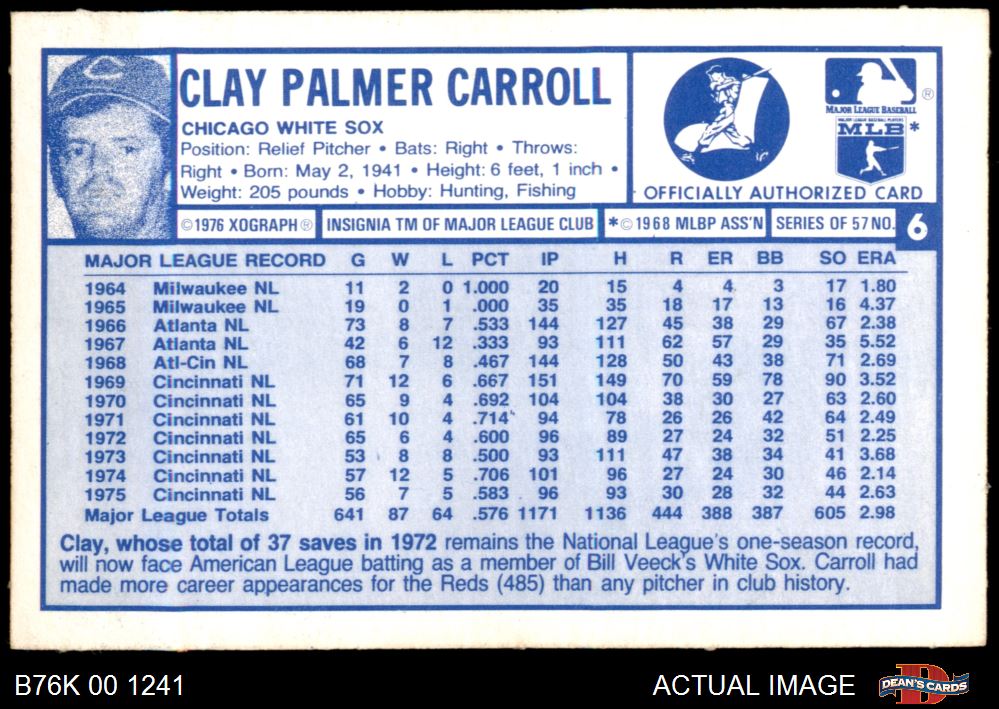 CLAY PALMER CARROLL
CHICAGO WHITE SOX
Position: Relief Pitcher • Bats: Right • Throws:
Right • Born: May 2, 1941 • Height: 6 feet, 1 inch •
Weight: 205 pounds • Hobby: Hunting, Fishing
®
MAJOR LEAGUE BASEBALL ®
MAJOR LEAGUE BASEBALL PLAYERS
MLB *
OFFICIALLY AUTHORIZED CARD
© 1976 XOGRAPH ® INSIGNIA TM OF MAJOR LEAGUE CLUB * © 1968 MLBP ASS'N SERIES OF 57 NO. 6
MAJOR LEAGUE RECORD G W L PCT IP H R ER BB SO ERA
1964 Milwaukee NL 11 2 0 1.000 20 15 4 4 3 17 1.80
1965 Milwaukee NL 19 0 1 .000 35 35 18 17 13 16 4.37
1966 Atlanta NL 73 8 7 .533 144 127 45 38 29 67 2.38
1967 Atlanta NL 42 6 12 .333 93 111 62 57 29 35 5.52
1968 Atl-Cin NL 68 7 8 .467 144 128 50 43 38 71 2.69
1969 Cincinnati NL 71 12 6 .667 151 149 70 59 78 90 3.52
1970 Cincinnati NL 65 9 4 .692 104 104 38 30 27 63 2.60
1971 Cincinnati NL 61 10 4 .714 94 78 26 26 42 64 2.49
1972 Cincinnati NL 65 6 4 .600 96 89 27 24 32 51 2.25
1973 Cincinnati NL 53 8 8 .500 93 111 47 38 34 41 3.68
1974 Cincinnati NL 57 12 5 .706 101 96 27 24 30 46 2.14
1975 Cincinnati NL 56 7 5 .583 96 93 30 28 32 44 2.63
Major League Totals 641 87 64 .576 1171 1136 444 388 387 605 2.98
Clay, whose total of 37 saves in 1972 remains the National League's one-season record,
will now face American League batting as a member of Bill Veeck's White Sox. Carroll had
made more career appearances for the Reds (485) than any pitcher in club history.
B76K 00 1241 ACTUAL IMAGE DEAN'S CARDS